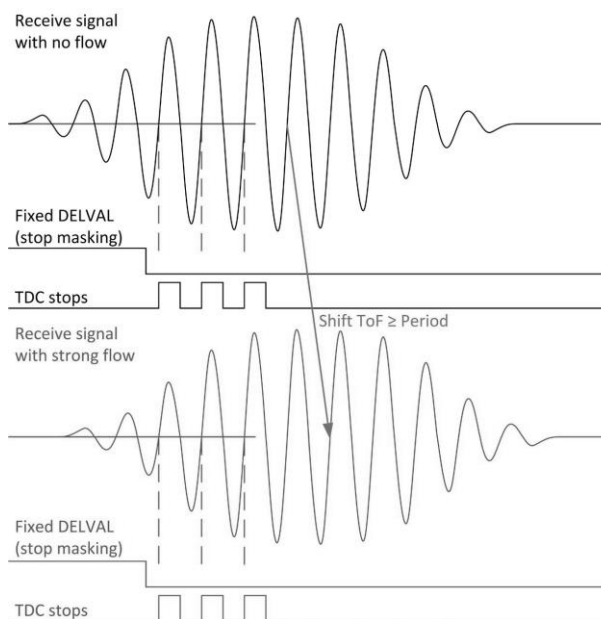 Receive signal
with no flow
Fixed DELVAL
(stop masking)
TDC stops
Shift ToF ≥ Period
Receive signal
with strong flow
Fixed DELVAL
(stop masking)
TDC stops